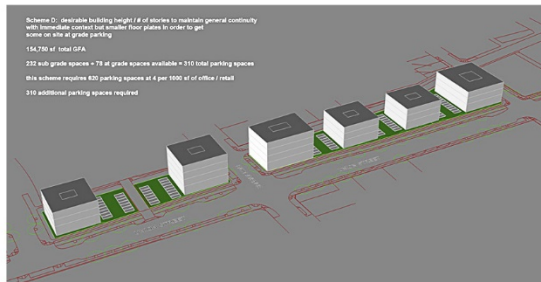 Scheme D: desirable building height / # of stories to maintain general continuity
with immediate context but smaller floor plates in order to get
some on site at grade parking
154,780 sf total GFA
232 sub grade spaces + 78 at grade spaces available = 310 total parking spaces
this scheme requires 620 parking spaces at 4 per 1000 sf of office / retail
310 additional parking spaces required